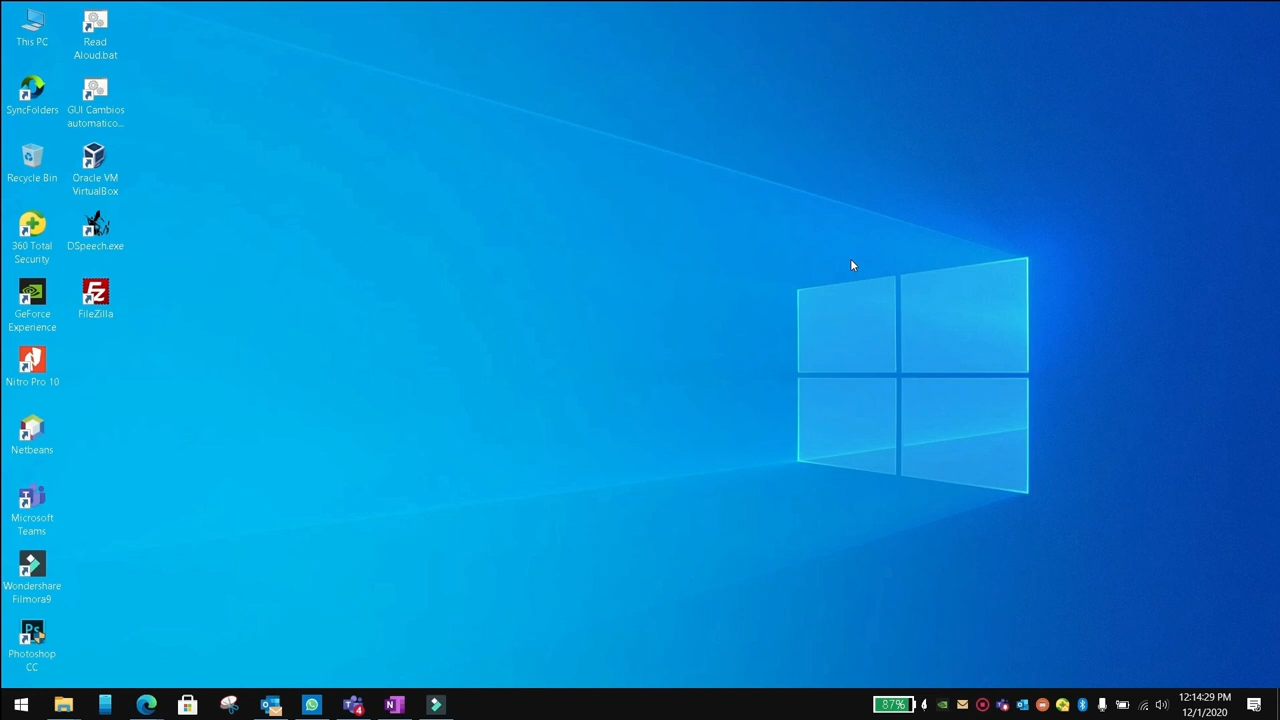 This PC
Read
Aloud.bat
SyncFolders
GUI Cambios
automatico...
Recycle Bin
Oracle VM
VirtualBox
360 Total
Security
DSpeech.exe
GeForce
Experience
FileZilla
Nitro Pro 10
Netbeans
Microsoft
Teams
Wondershare
Filmora9
Ps
Photoshop
CC
4
87%
12:14:29 PM
12/1/2020